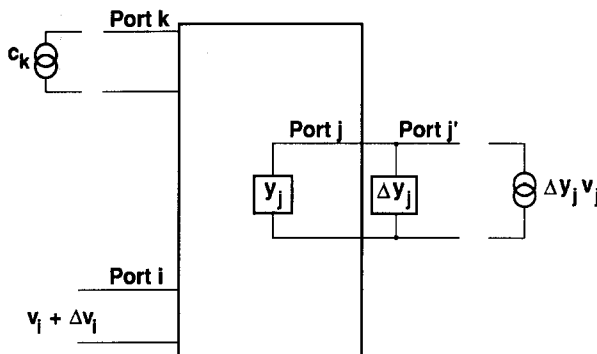 Port k
c_k
Port j
Port j'
y_j
Δy_j
Δy_j v_j
Port i
v_i + Δv_i